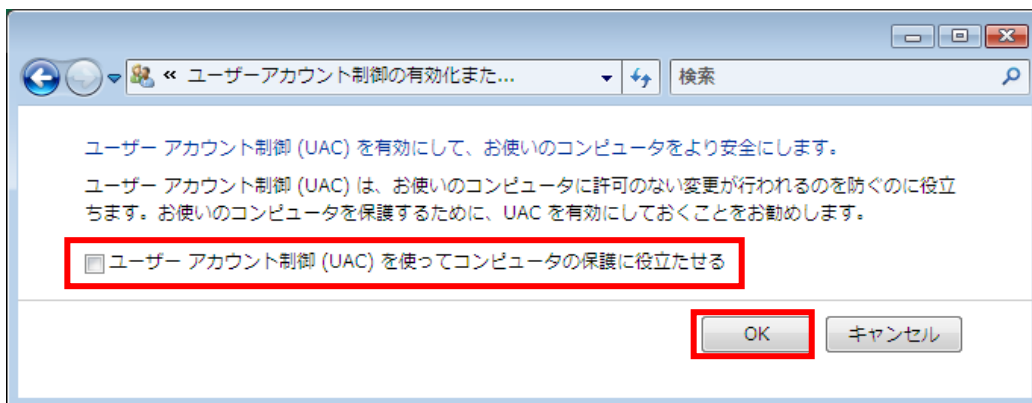 « ユーザーアカウント制御の有効化また...
検索
ユーザー アカウント制御 (UAC) を有効にして、お使いのコンピュータをより安全にします。
ユーザー アカウント制御 (UAC) は、お使いのコンピュータに許可のない変更が行われるのを防ぐのに役立
ちます。お使いのコンピュータを保護するために、UAC を有効にしておくことをお勧めします。
ユーザー アカウント制御 (UAC) を使ってコンピュータの保護に役立たせる
OK
キャンセル